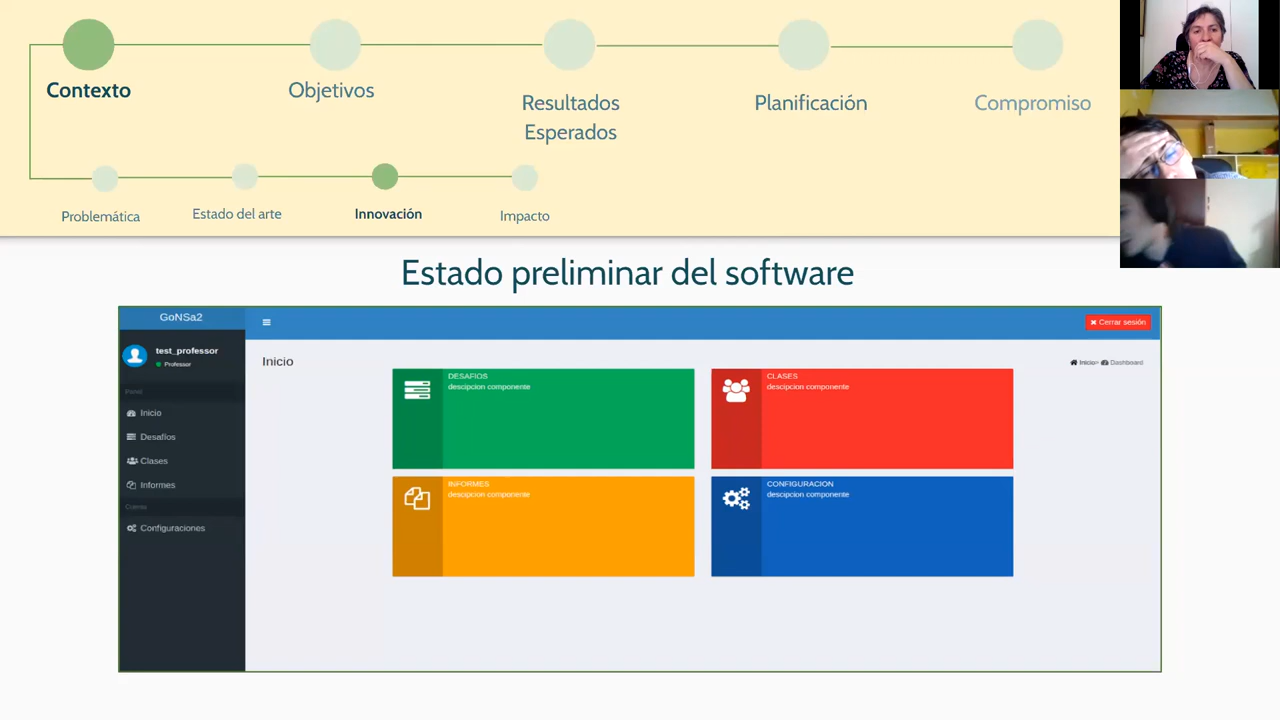 Contexto
Objetivos
Resultados
Esperados
Planificación
Compromiso
Problemática
Estado del arte
Innovación
Impacto
Estado preliminar del software
GoNSa2
✖ Cerrar sesión
test_professor
Professor
Inicio
Inicio> Dashboard
Panel
Inicio
Desafíos
Clases
Informes
Cuenta
Configuraciones
DESAFIOS
descipcion componente
CLASES
descipcion componente
INFORMES
descipcion componente
CONFIGURACION
descipcion componente